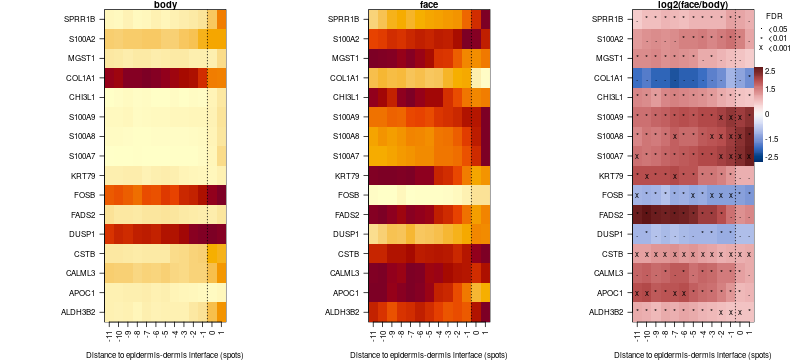 body
face
log2(face/body)
SPRR1B
S100A2
MGST1
COL1A1
CHI3L1
S100A9
S100A8
S100A7
KRT79
FOSB
FADS2
DUSP1
CSTB
CALML3
APOC1
ALDH3B2
-11 -10 -9 -8 -7 -6 -5 -4 -3 -2 -1 0 1
Distance to epidermis-dermis interface (spots)
SPRR1B
S100A2
MGST1
COL1A1
CHI3L1
S100A9
S100A8
S100A7
KRT79
FOSB
FADS2
DUSP1
CSTB
CALML3
APOC1
ALDH3B2
-11 -10 -9 -8 -7 -6 -5 -4 -3 -2 -1 0 1
Distance to epidermis-dermis interface (spots)
SPRR1B
S100A2
MGST1
COL1A1
CHI3L1
S100A9
S100A8
S100A7
KRT79
FOSB
FADS2
DUSP1
CSTB
CALML3
APOC1
ALDH3B2
-11 -10 -9 -8 -7 -6 -5 -4 -3 -2 -1 0 1
Distance to epidermis-dermis interface (spots)
FDR
<0.05
* <0.01
x <0.001
2.5
1.5
0.5
-0.5
-1.5
-2.5